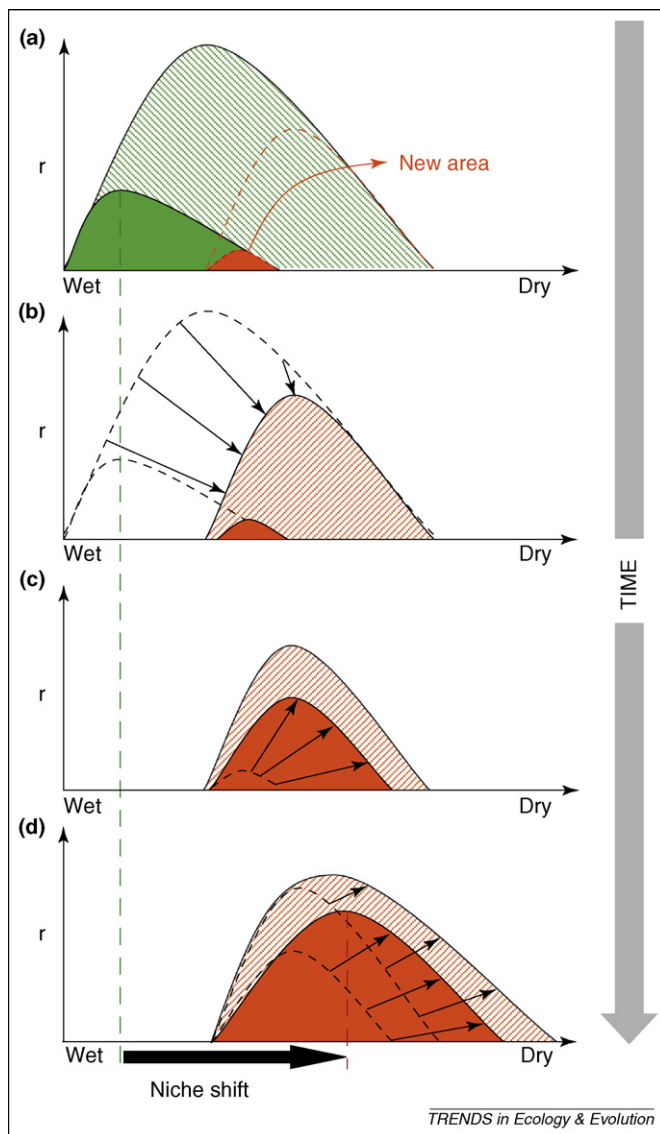 (a)
r
New area
Wet
Dry
(b)
r
Wet
Dry
TIME
(c)
r
Wet
Dry
(d)
r
Wet
Dry
Niche shift
TRENDS in Ecology & Evolution